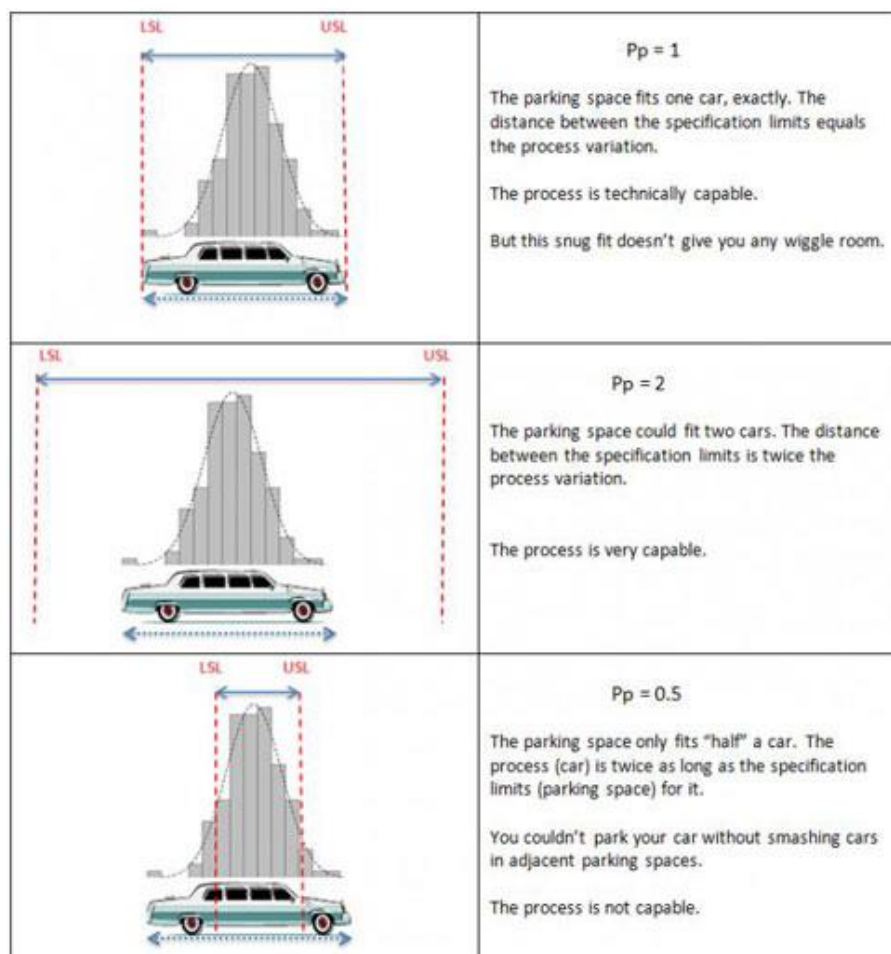 LSL USL
Pp = 1
The parking space fits one car, exactly. The
distance between the specification limits equals
the process variation.
The process is technically capable.
But this snug fit doesn't give you any wiggle room.
LSL USL
Pp = 2
The parking space could fit two cars. The distance
between the specification limits is twice the
process variation.
The process is very capable.
LSL USL
Pp = 0.5
The parking space only fits “half” a car. The
process (car) is twice as long as the specification
limits (parking space) for it.
You couldn't park your car without smashing cars
in adjacent parking spaces.
The process is not capable.